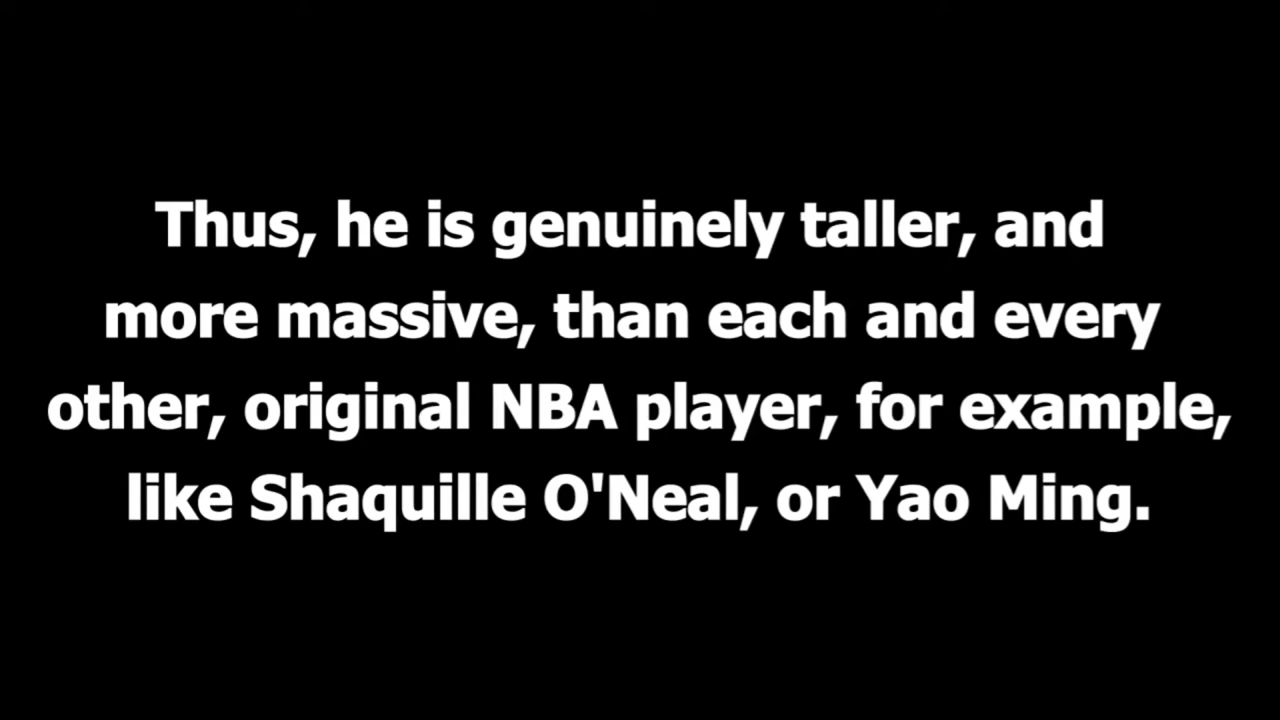 Thus, he is genuinely taller, and
more massive, than each and every
other, original NBA player, for example,
like Shaquille O'Neal, or Yao Ming.